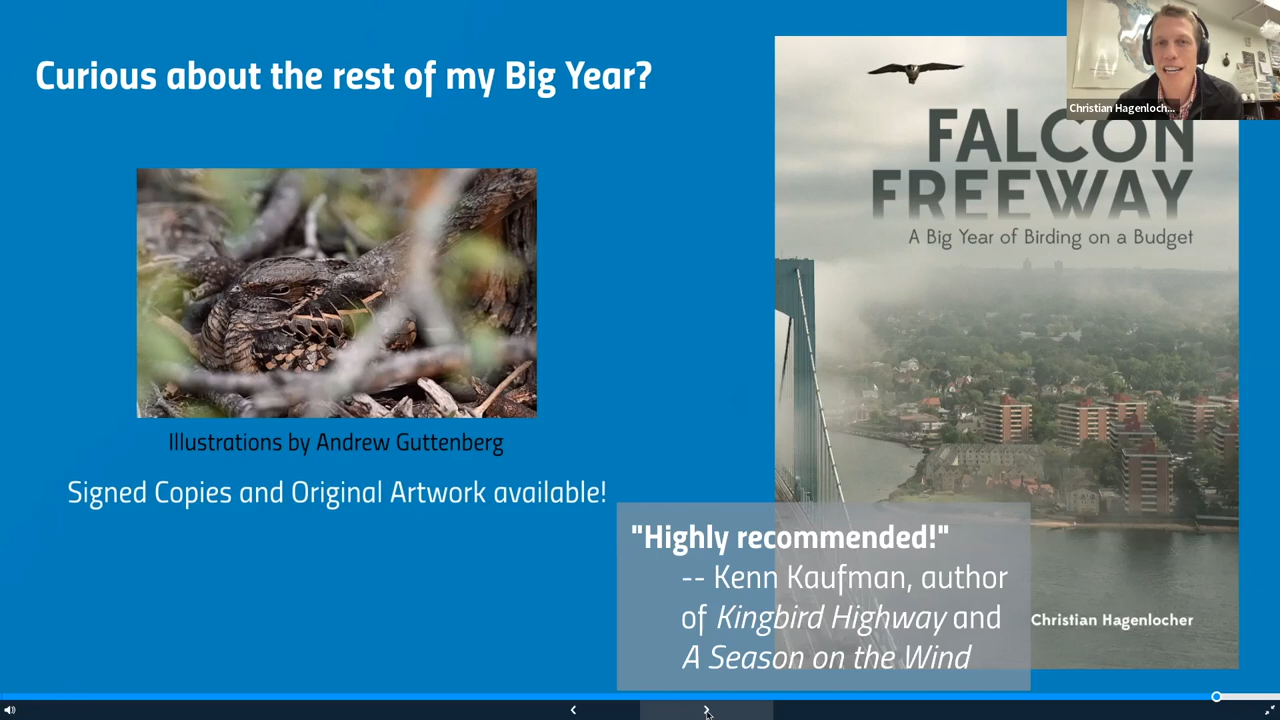 Curious about the rest of my Big Year?
Illustrations by Andrew Guttenberg
Signed Copies and Original Artwork available!
Christian Hagenloch...
FALCON
FREEWAY
A Big Year of Birding on a Budget
"Highly recommended!"
-- Kenn Kaufman, author
of Kingbird Highway and
A Season on the Wind
Christian Hagenlocher